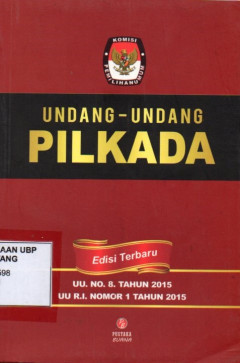 KOMISI
PEMILIHAN UMUM
UNDANG-UNDANG
PILKADA
Edisi Terbaru
UU. NO. 8. TAHUN 2015
UU R.I. NOMOR 1 TAHUN 2015
AAN UBP
TANG
598
PUSTAKA